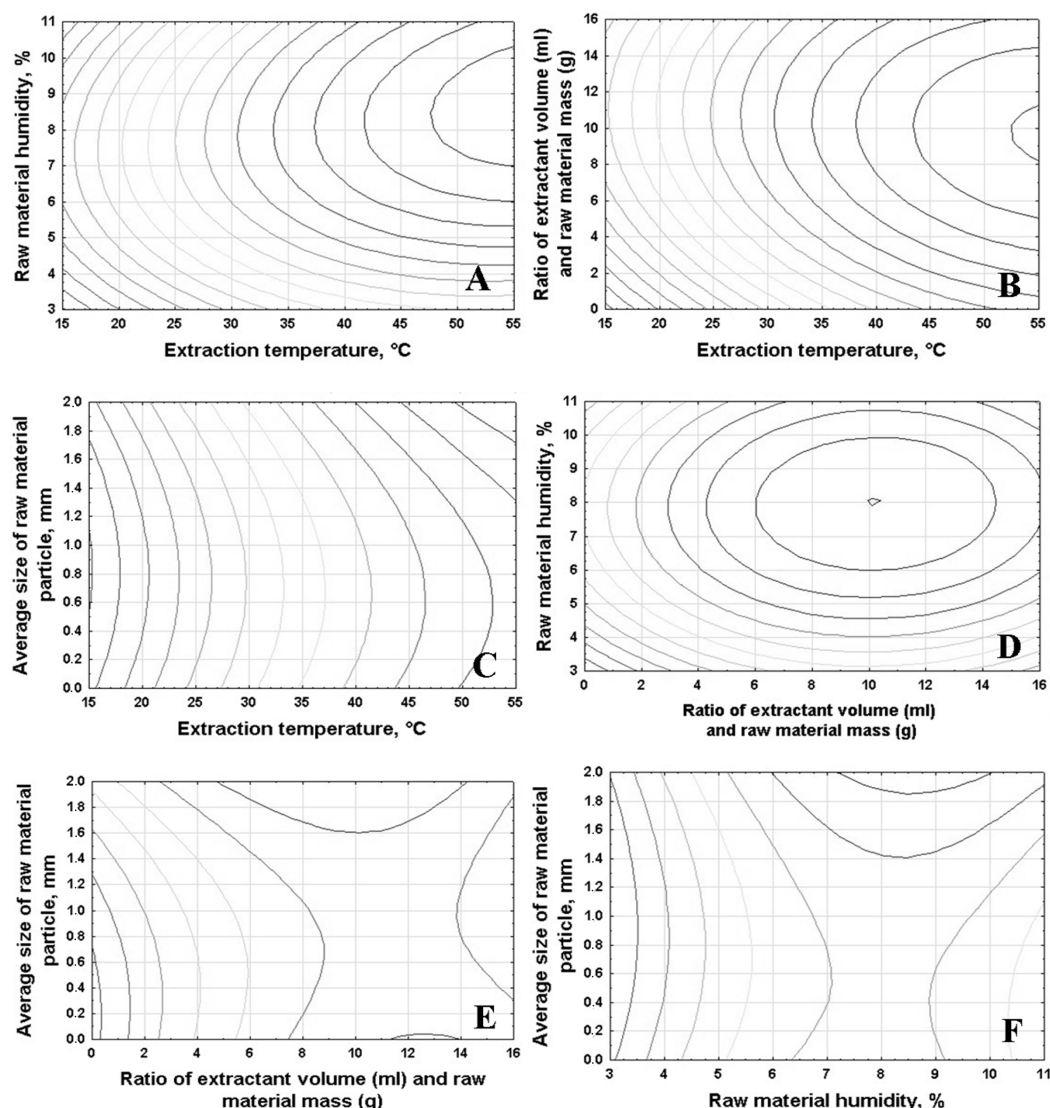 11
10
9
8
7
6
5
4
3
Raw material humidity, %
A
15 20 25 30 35 40 45 50 55
Extraction temperature, °C
16
14
12
10
8
6
4
2
0
Ratio of extractant volume (ml)
and raw material mass (g)
B
15 20 25 30 35 40 45 50 55
Extraction temperature, °C
2.0
1.8
1.6
1.4
1.2
1.0
0.8
0.6
0.4
0.2
0.0
Average size of raw material
particle, mm
C
15 20 25 30 35 40 45 50 55
Extraction temperature, °C
11
10
9
8
7
6
5
4
3
Raw material humidity, %
D
0 2 4 6 8 10 12 14 16
Ratio of extractant volume (ml)
and raw material mass (g)
2.0
1.8
1.6
1.4
1.2
1.0
0.8
0.6
0.4
0.2
0.0
Average size of raw material
particle, mm
E
0 2 4 6 8 10 12 14 16
Ratio of extractant volume (ml) and raw
material mass (g)
2.0
1.8
1.6
1.4
1.2
1.0
0.8
0.6
0.4
0.2
0.0
Average size of raw material
particle, mm
F
3 4 5 6 7 8 9 10 11
Raw material humidity, %